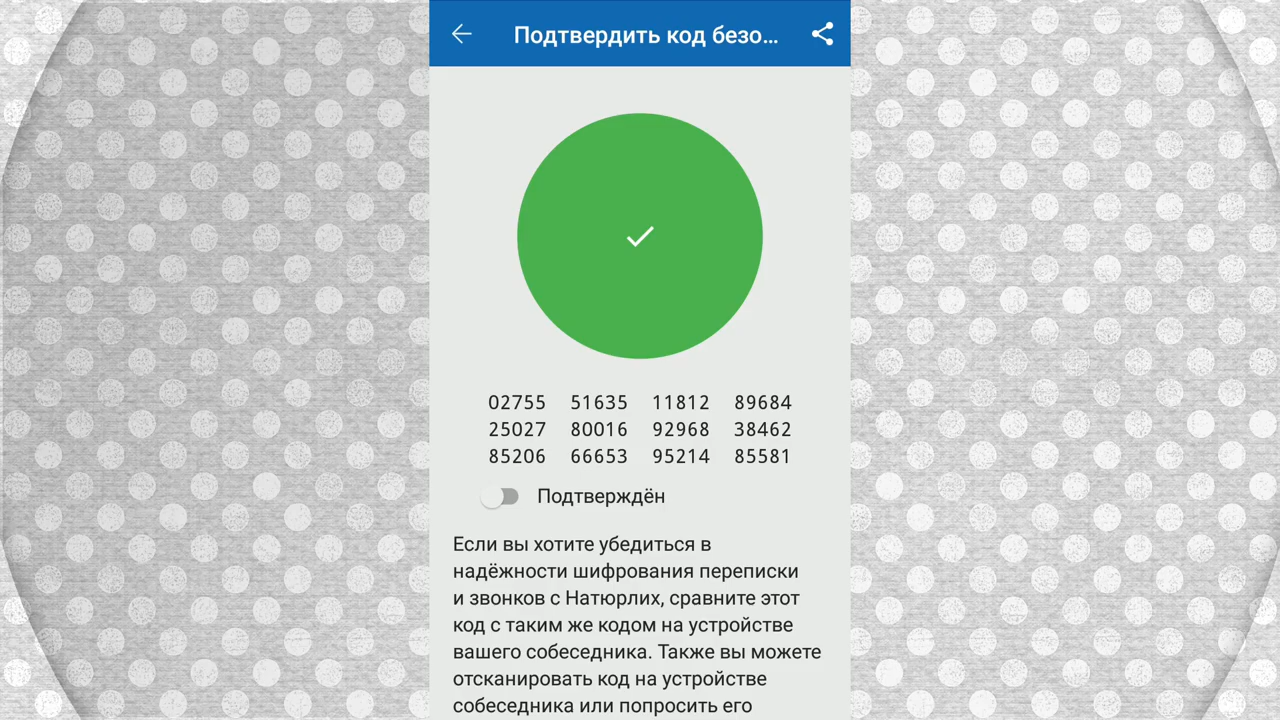 Подтвердить код безо...
02755 51635 11812 89684
25027 80016 92968 38462
85206 66653 95214 85581
Подтверждён
Если вы хотите убедиться в
надёжности шифрования переписки
и звонков с Натюрлих, сравните этот
код с таким же кодом на устройстве
вашего собеседника. Также вы можете
отсканировать код на устройстве
собеседника или попросить его